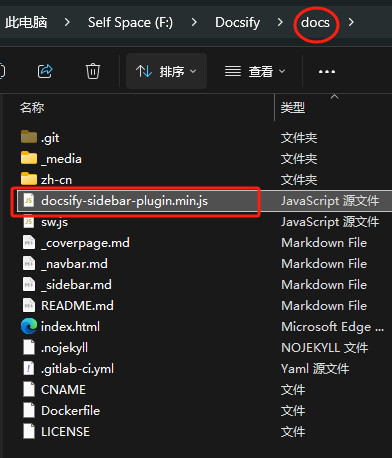 此电脑 > Self Space (F:) > Docsify > docs
排序 查看 ...
名称 类型
.git 文件夹
_media 文件夹
zh-cn 文件夹
docsify-sidebar-plugin.min.js JavaScript 源文件
sw.js JavaScript 源文件
_coverpage.md Markdown File
_navbar.md Markdown File
_sidebar.md Markdown File
README.md Markdown File
index.html Microsoft Edge ...
.nojekyll NOJEKYLL 文件
.gitlab-ci.yml Yaml 源文件
CNAME 文件
Dockerfile 文件
LICENSE 文件